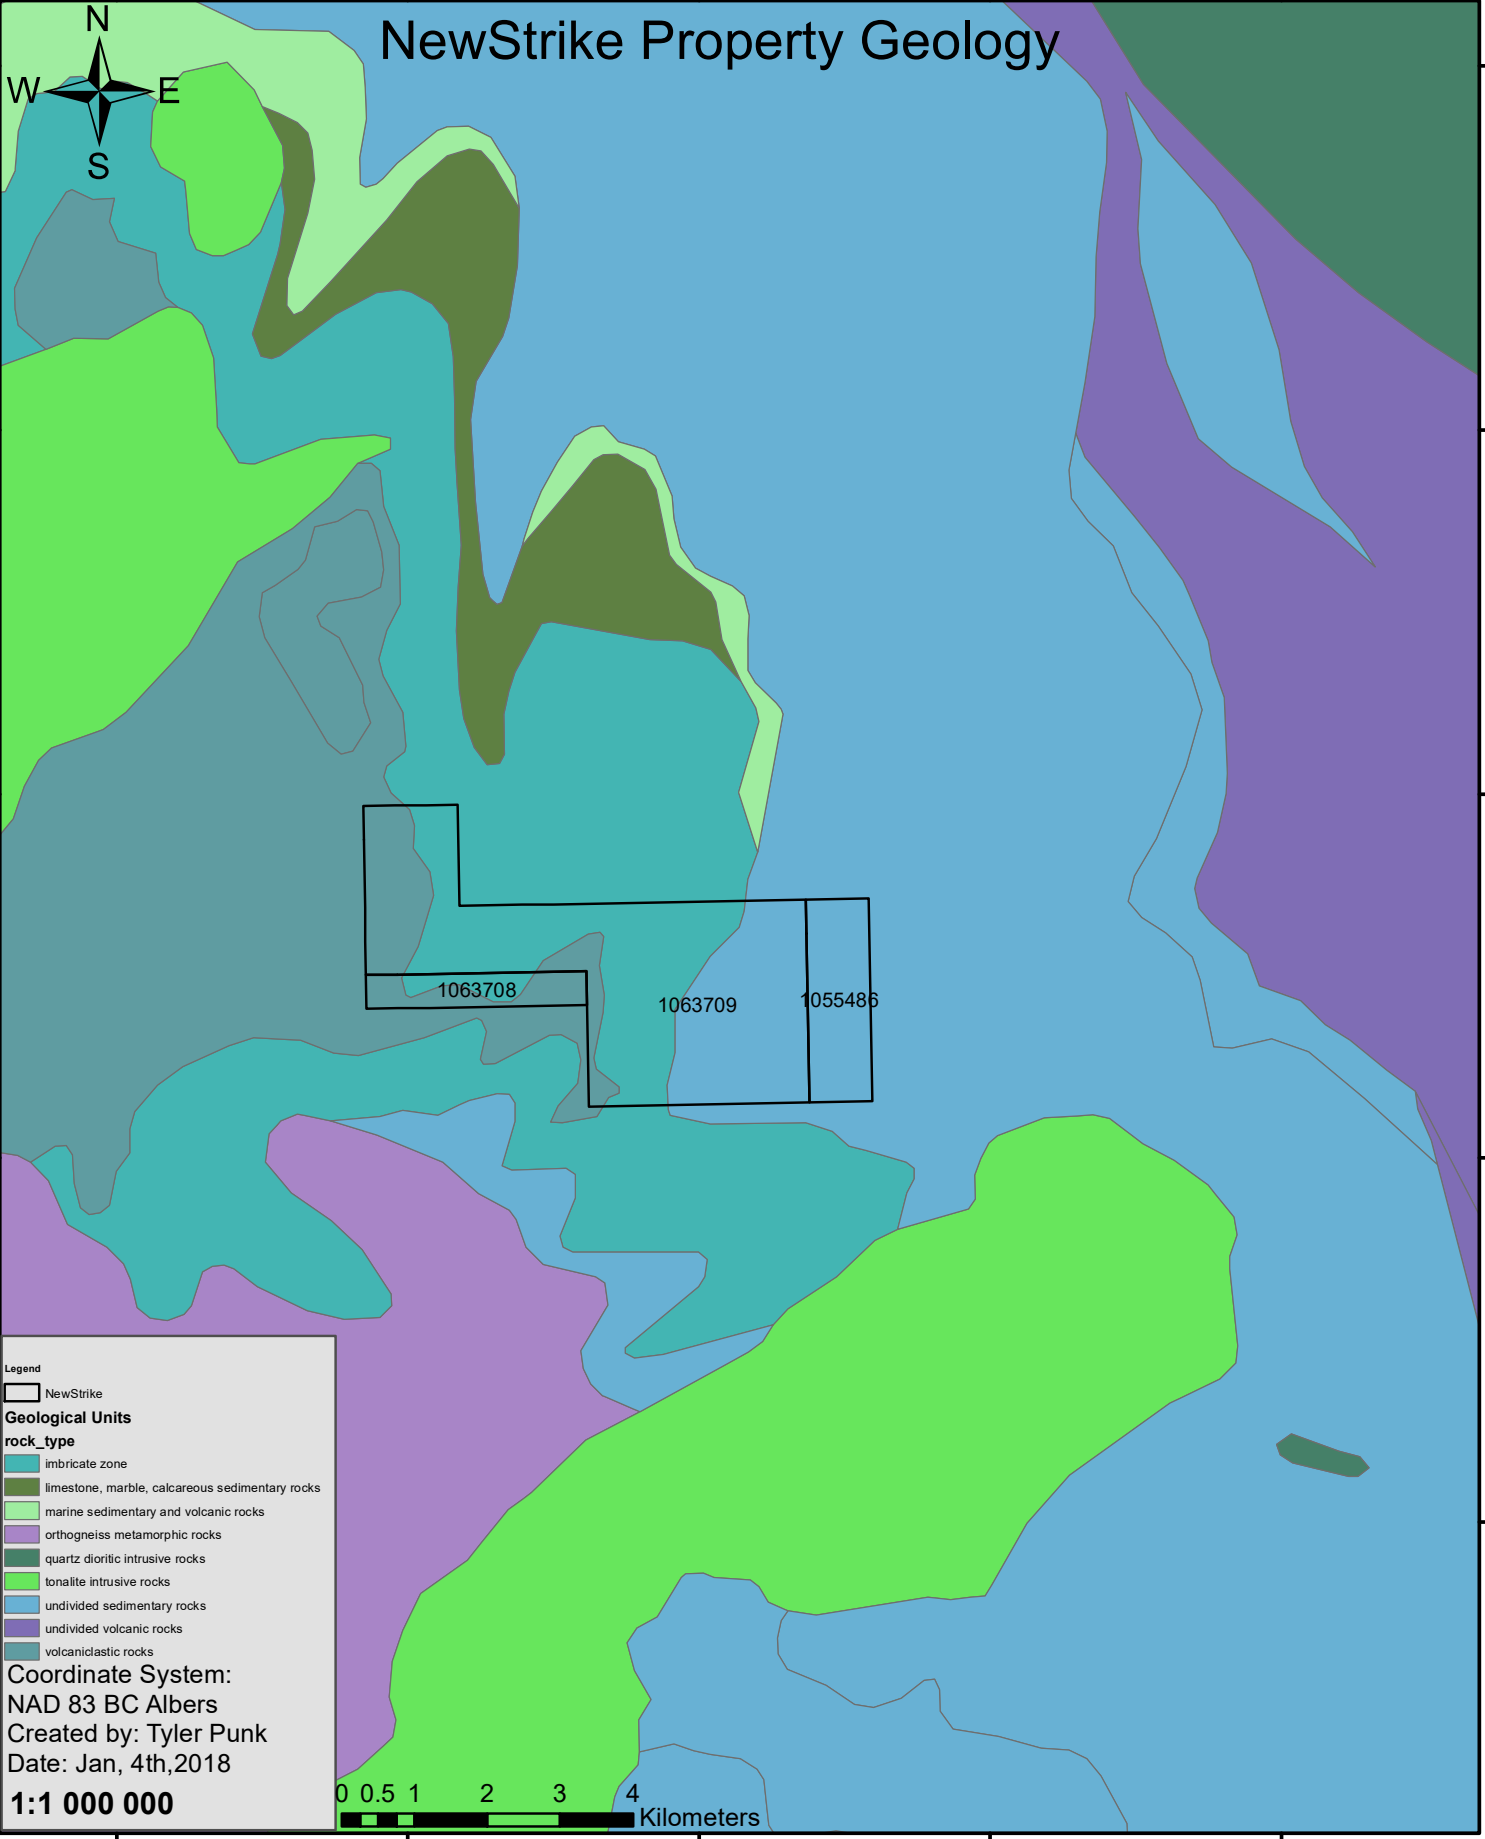 NewStrike Property Geology
N
W E
S
1063708
1063709
1055486
Legend
NewStrike
Geological Units
rock_type
imbricate zone
limestone, marble, calcareous sedimentary rocks
marine sedimentary and volcanic rocks
orthogneiss metamorphic rocks
quartz dioritic intrusive rocks
tonalite intrusive rocks
undivided sedimentary rocks
undivided volcanic rocks
volcaniclastic rocks
Coordinate System:
NAD 83 BC Albers
Created by: Tyler Punk
Date: Jan, 4th,2018
1:1 000 000
0 0.5 1 2 3 4
Kilometers